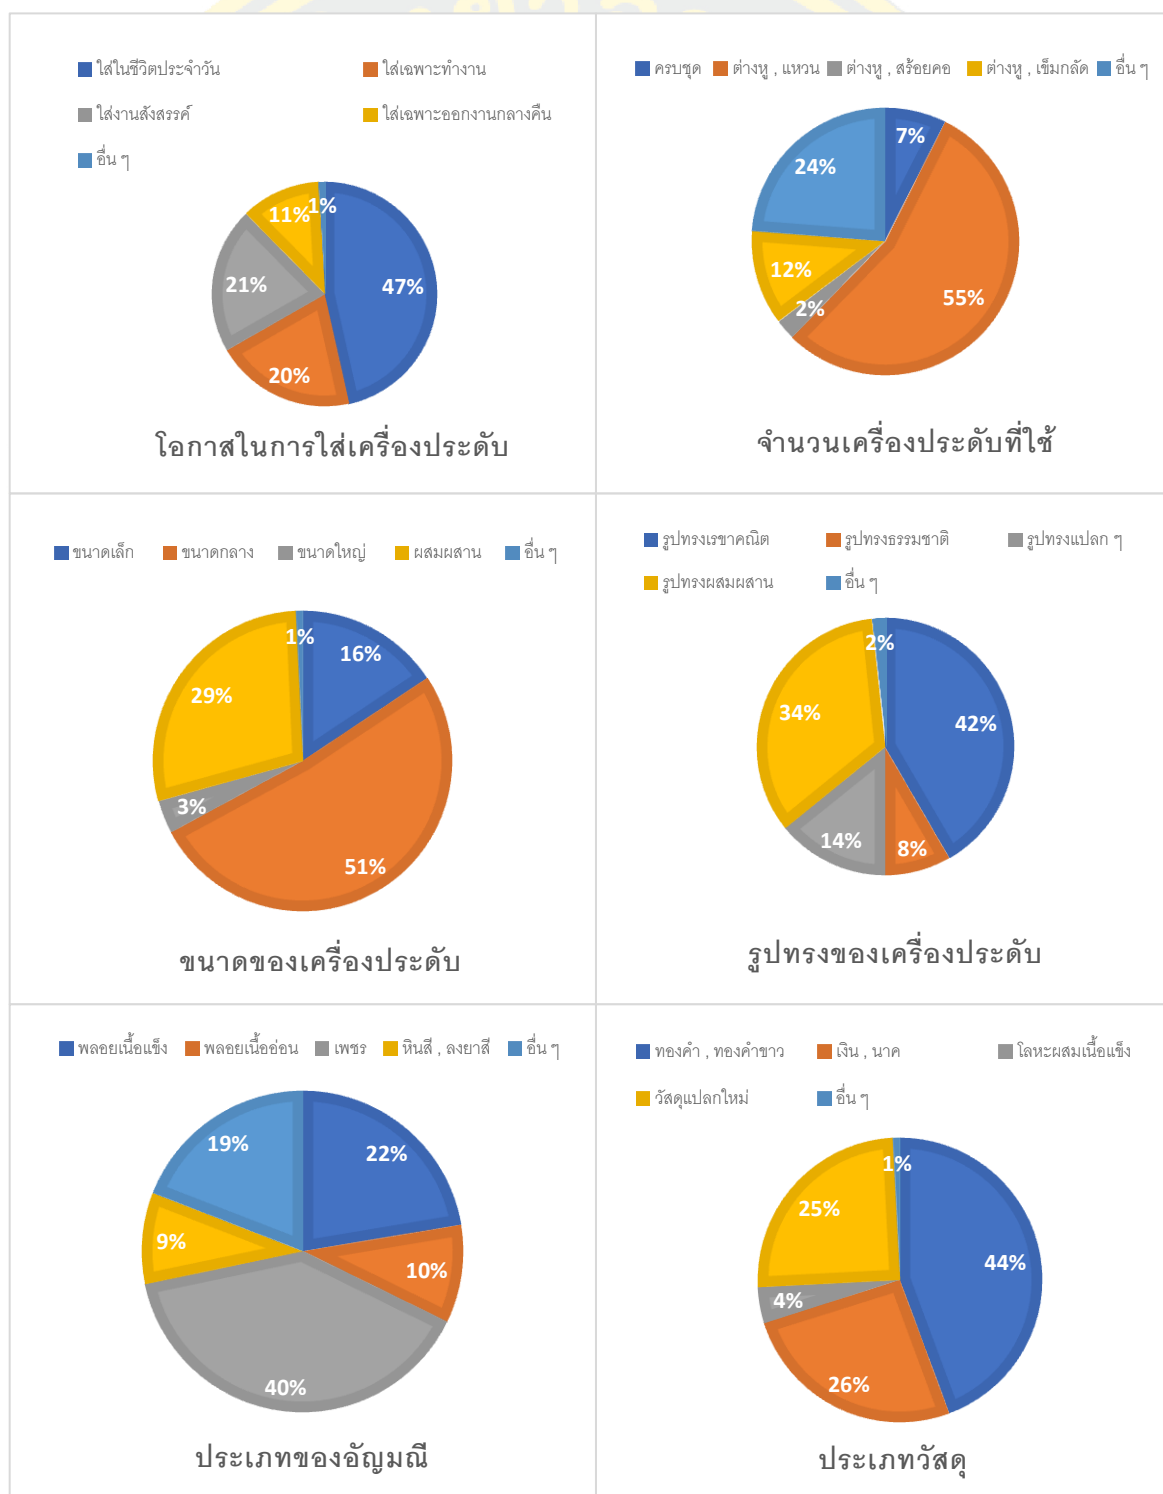 ใส่ในชีวิตประจำวัน ใส่เฉพาะทำงาน
ใส่งานสังสรรค์ ใส่เฉพาะออกงานกลางคืน
อื่น ๆ
11% 1%
21% 47%
20%
โอกาสในการใส่เครื่องประดับ
ครบชุด ต่างหู , แหวน ต่างหู , สร้อยคอ ต่างหู , เข็มกลัด อื่น ๆ
7%
24%
12%
55%
2%
จำนวนเครื่องประดับที่ใช้
ขนาดเล็ก ขนาดกลาง ขนาดใหญ่ ผสมผสาน อื่น ๆ
1% 16%
29%
3%
51%
ขนาดของเครื่องประดับ
รูปทรงเรขาคณิต รูปทรงธรรมชาติ รูปทรงแปลก ๆ
รูปทรงผสมผสาน อื่น ๆ
2%
34% 42%
14% 8%
รูปทรงของเครื่องประดับ
พลอยเนื้อแข็ง พลอยเนื้ออ่อน เพชร หินสี , ลงยาสี อื่น ๆ
19% 22%
9%
10%
40%
ประเภทของอัญมณี
ทองคำ , ทองคำขาว เงิน , นาค โลหะผสมเนื้อแข็ง
วัสดุแปลกใหม่ อื่น ๆ
1%
25%
44%
4%
26%
ประเภทวัสดุ